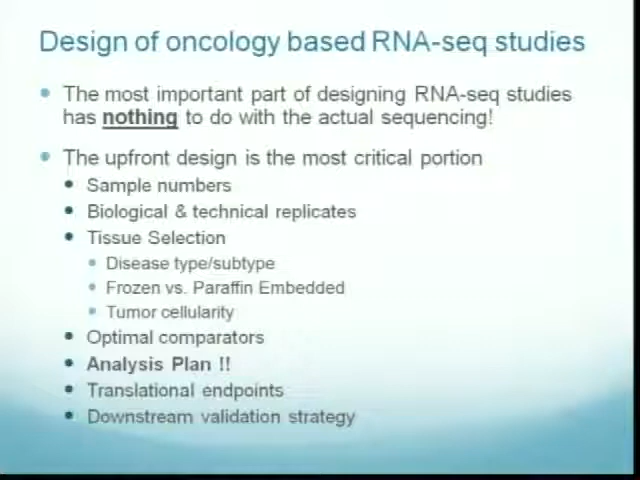 Design of oncology based RNA-seq studies
The most important part of designing RNA-seq studies
has nothing to do with the actual sequencing!
The upfront design is the most critical portion
Sample numbers
Biological & technical replicates
Tissue Selection
Disease type/subtype
Frozen vs. Paraffin Embedded
Tumor cellularity
Optimal comparators
Analysis Plan !!
Translational endpoints
Downstream validation strategy